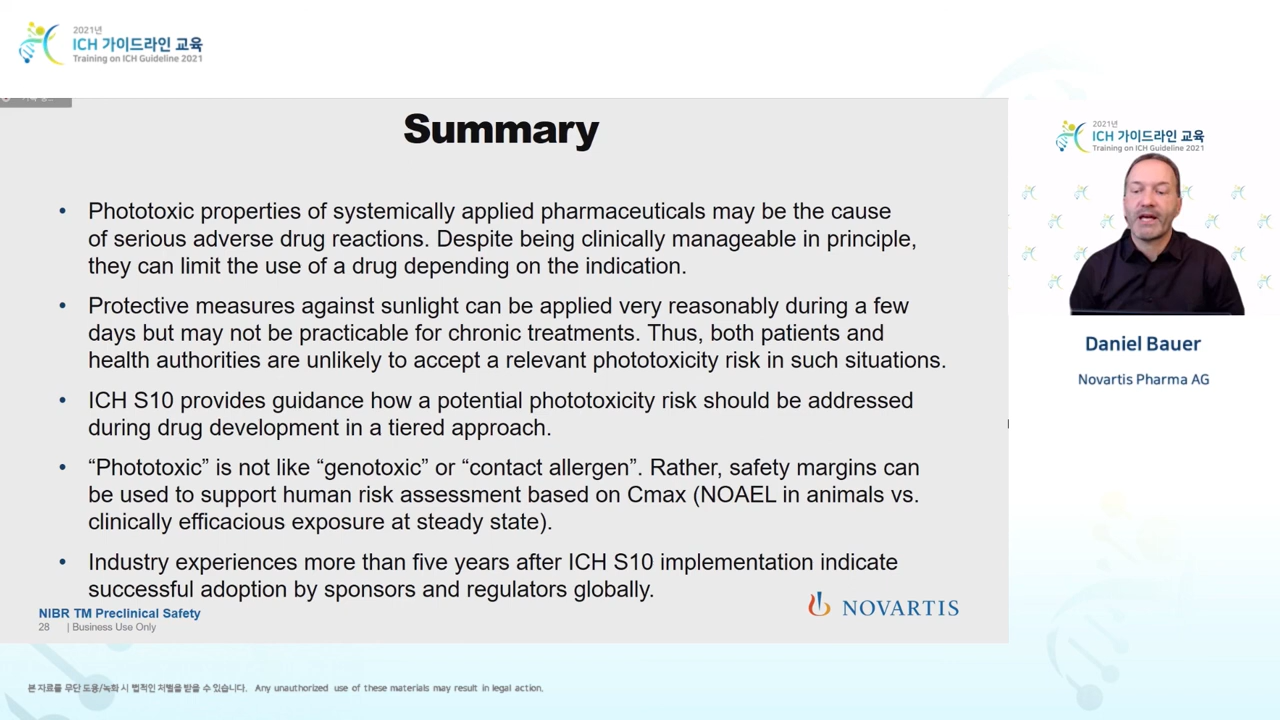 2021년
ICH 가이드라인 교육
Training on ICH Guideline 2021
Summary
• Phototoxic properties of systemically applied pharmaceuticals may be the cause
of serious adverse drug reactions. Despite being clinically manageable in principle,
they can limit the use of a drug depending on the indication.
• Protective measures against sunlight can be applied very reasonably during a few
days but may not be practicable for chronic treatments. Thus, both patients and
health authorities are unlikely to accept a relevant phototoxicity risk in such situations.
• ICH S10 provides guidance how a potential phototoxicity risk should be addressed
during drug development in a tiered approach.
• “Phototoxic” is not like “genotoxic” or “contact allergen”. Rather, safety margins can
be used to support human risk assessment based on Cmax (NOAEL in animals vs.
clinically efficacious exposure at steady state).
• Industry experiences more than five years after ICH S10 implementation indicate
successful adoption by sponsors and regulators globally.
NIBR TM Preclinical Safety
28 | Business Use Only
NOVARTIS
2021년
ICH 가이드라인 교육
Training on ICH Guideline 2021
Daniel Bauer
Novartis Pharma AG
본 자료를 무단 도용/녹화 시 법적인 처벌을 받을 수 있습니다. Any unauthorized use of these materials may result in legal action.